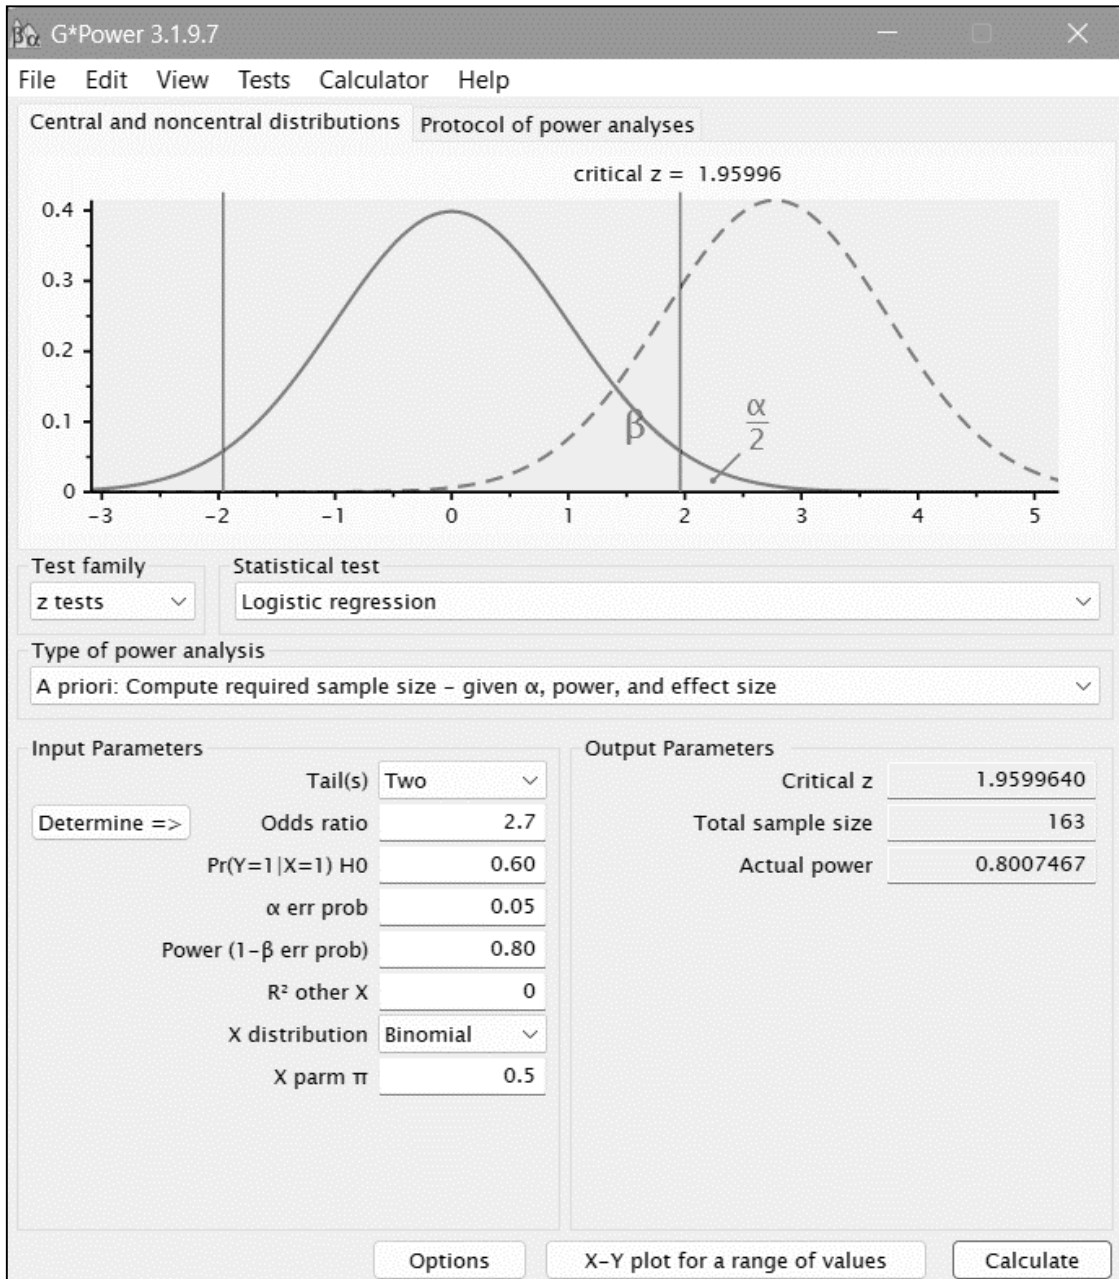 βα G*Power 3.1.9.7
File Edit View Tests Calculator Help
Central and noncentral distributions Protocol of power analyses
critical z = 1.95996
0.4
0.3
0.2
0.1
0
β
α
2
-3 -2 -1 0 1 2 3 4 5
Test family Statistical test
z tests Logistic regression
Type of power analysis
A priori: Compute required sample size – given α, power, and effect size
Input Parameters Output Parameters
Tail(s) Two Critical z 1.9599640
Determine => Odds ratio 2.7 Total sample size 163
Pr(Y=1|X=1) H0 0.60 Actual power 0.8007467
α err prob 0.05
Power (1-β err prob) 0.80
R² other X 0
X distribution Binomial
X parm π 0.5
Options X-Y plot for a range of values Calculate